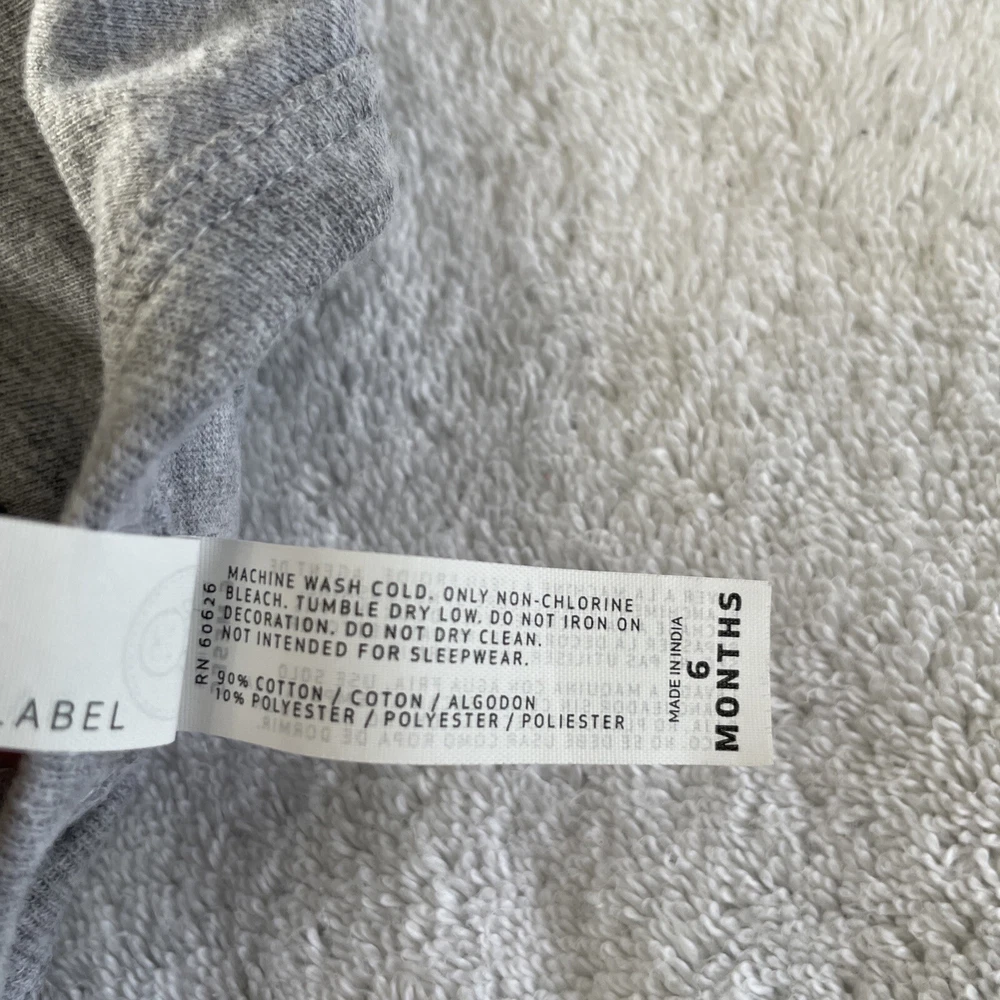 LABEL
RN 60626
MACHINE WASH COLD. ONLY NON-CHLORINE
BLEACH. TUMBLE DRY LOW. DO NOT IRON ON
DECORATION. DO NOT DRY CLEAN.
NOT INTENDED FOR SLEEPWEAR.
90% COTTON / COTON / ALGODON
10% POLYESTER / POLYESTER / POLIESTER
MADE IN INDIA
6
MONTHS